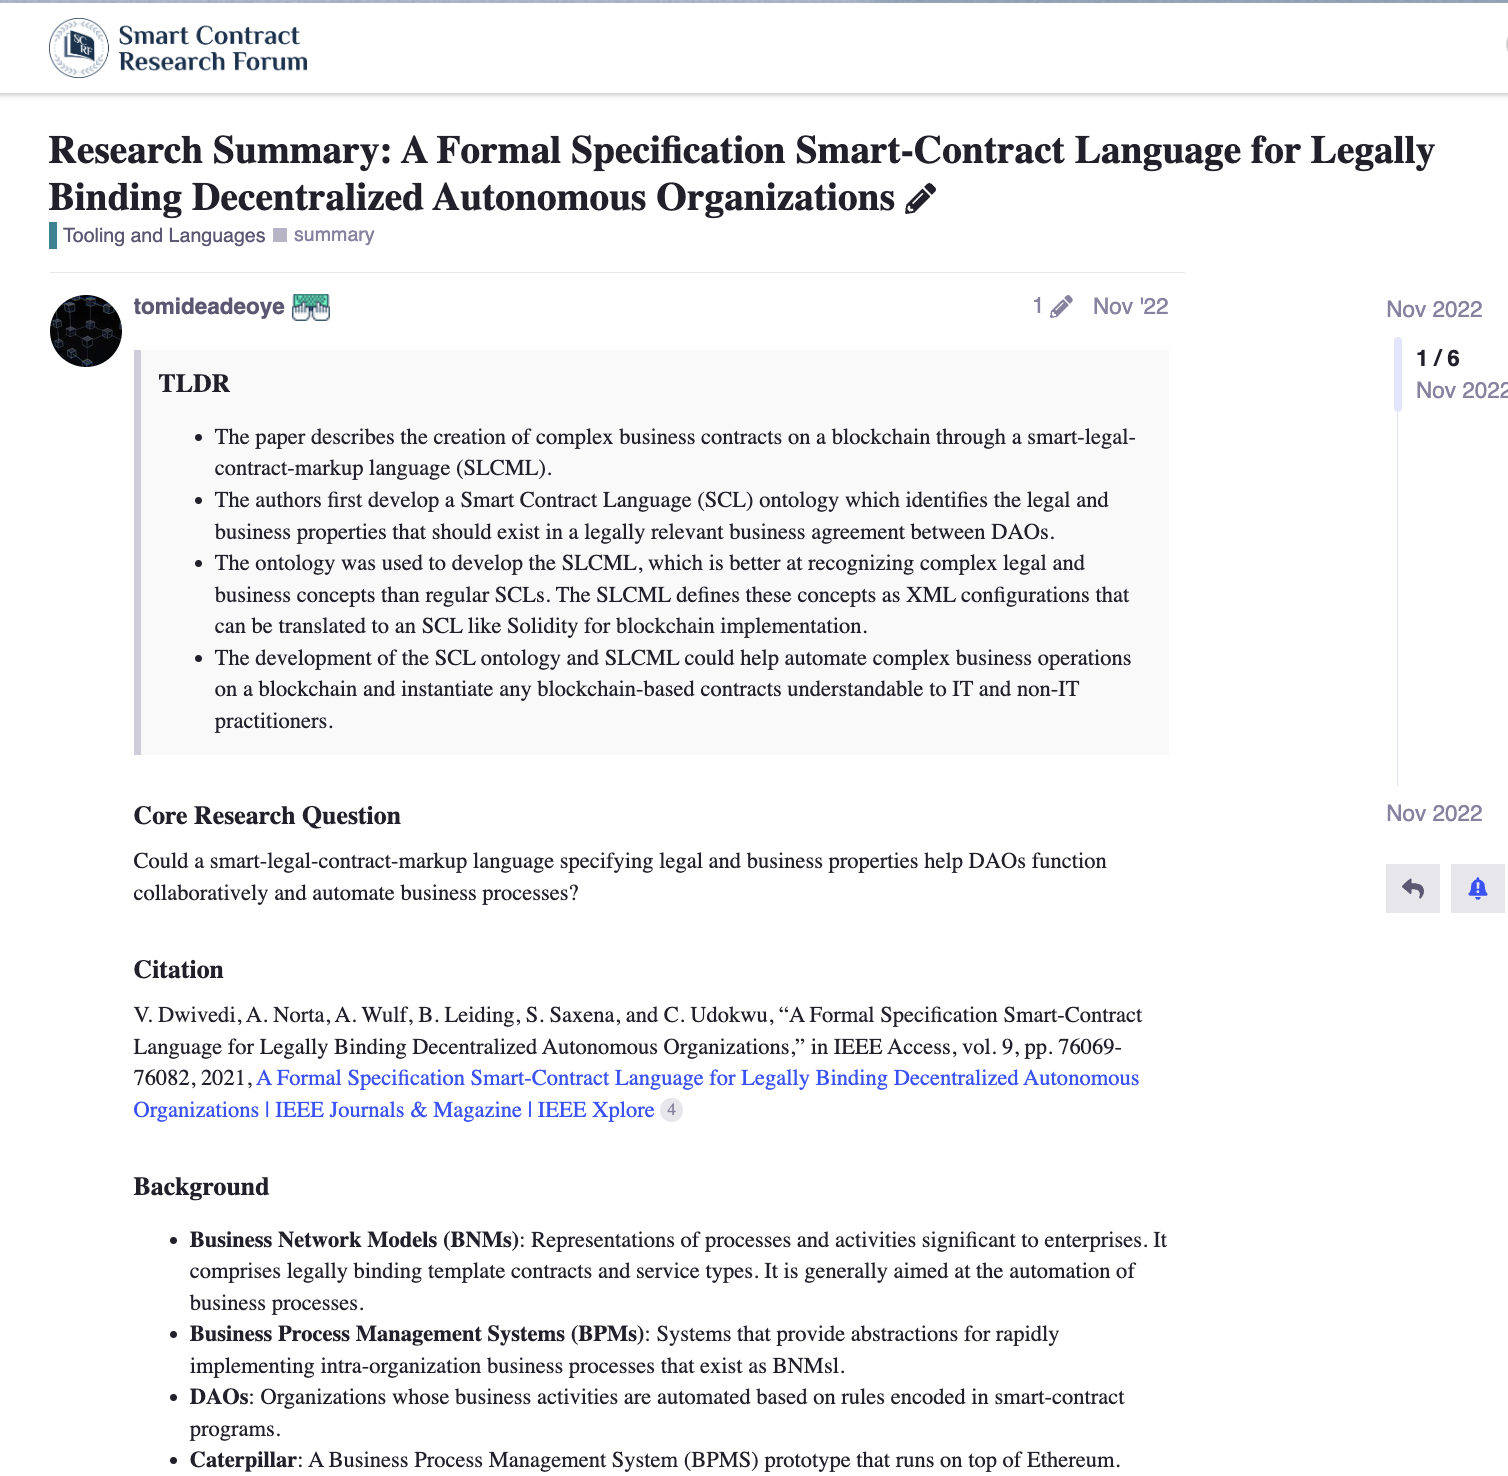 Smart Contract
Research Forum
Research Summary: A Formal Specification Smart-Contract Language for Legally
Binding Decentralized Autonomous Organizations
Tooling and Languages summary
tomideadeoye 1 Nov '22
Nov 2022
1 / 6
Nov 2022
TLDR
• The paper describes the creation of complex business contracts on a blockchain through a smart-legal-
contract-markup language (SLCML).
• The authors first develop a Smart Contract Language (SCL) ontology which identifies the legal and
business properties that should exist in a legally relevant business agreement between DAOs.
• The ontology was used to develop the SLCML, which is better at recognizing complex legal and
business concepts than regular SCLs. The SLCML defines these concepts as XML configurations that
can be translated to an SCL like Solidity for blockchain implementation.
• The development of the SCL ontology and SLCML could help automate complex business operations
on a blockchain and instantiate any blockchain-based contracts understandable to IT and non-IT
practitioners.
Nov 2022
Core Research Question
Could a smart-legal-contract-markup language specifying legal and business properties help DAOs function
collaboratively and automate business processes?
Citation
V. Dwivedi, A. Norta, A. Wulf, B. Leiding, S. Saxena, and C. Udokwu, “A Formal Specification Smart-Contract
Language for Legally Binding Decentralized Autonomous Organizations,” in IEEE Access, vol. 9, pp. 76069-
76082, 2021, A Formal Specification Smart-Contract Language for Legally Binding Decentralized Autonomous
Organizations | IEEE Journals & Magazine | IEEE Xplore 4
Background
• Business Network Models (BNMs): Representations of processes and activities significant to enterprises. It
comprises legally binding template contracts and service types. It is generally aimed at the automation of
business processes.
• Business Process Management Systems (BPMs): Systems that provide abstractions for rapidly
implementing intra-organization business processes that exist as BNMsl.
• DAOs: Organizations whose business activities are automated based on rules encoded in smart-contract
programs.
• Caterpillar: A Business Process Management System (BPMS) prototype that runs on top of Ethereum.